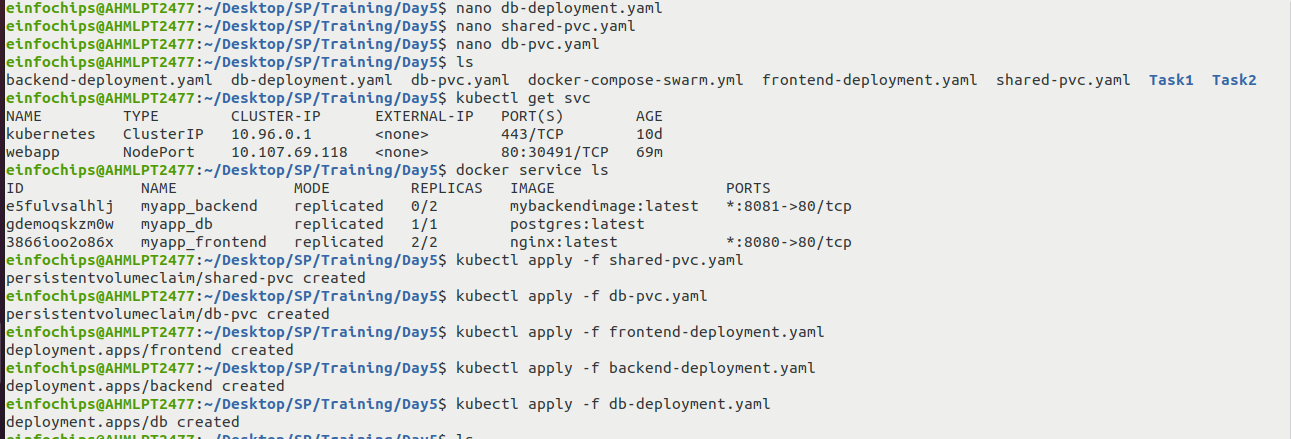 einfochips@AHMLPT2477:~/Desktop/SP/Training/Day5$ nano db-deployment.yaml
einfochips@AHMLPT2477:~/Desktop/SP/Training/Day5$ nano shared-pvc.yaml
einfochips@AHMLPT2477:~/Desktop/SP/Training/Day5$ nano db-pvc.yaml
einfochips@AHMLPT2477:~/Desktop/SP/Training/Day5$ ls
backend-deployment.yaml  db-deployment.yaml  db-pvc.yaml  docker-compose-swarm.yml  frontend-deployment.yaml  shared-pvc.yaml  Task1  Task2
einfochips@AHMLPT2477:~/Desktop/SP/Training/Day5$ kubectl get svc
NAME         TYPE        CLUSTER-IP      EXTERNAL-IP   PORT(S)        AGE
kubernetes   ClusterIP   10.96.0.1       <none>        443/TCP        10d
webapp       NodePort    10.107.69.118   <none>        80:30491/TCP   69m
einfochips@AHMLPT2477:~/Desktop/SP/Training/Day5$ docker service ls
ID             NAME             MODE         REPLICAS   IMAGE                   PORTS
e5fulvsalhlj   myapp_backend    replicated   0/2        mybackendimage:latest   *:8081->80/tcp
gdemoqskzm0w   myapp_db         replicated   1/1        postgres:latest
3866ioo2o86x   myapp_frontend   replicated   2/2        nginx:latest            *:8080->80/tcp
einfochips@AHMLPT2477:~/Desktop/SP/Training/Day5$ kubectl apply -f shared-pvc.yaml
persistentvolumeclaim/shared-pvc created
einfochips@AHMLPT2477:~/Desktop/SP/Training/Day5$ kubectl apply -f db-pvc.yaml
persistentvolumeclaim/db-pvc created
einfochips@AHMLPT2477:~/Desktop/SP/Training/Day5$ kubectl apply -f frontend-deployment.yaml
deployment.apps/frontend created
einfochips@AHMLPT2477:~/Desktop/SP/Training/Day5$ kubectl apply -f backend-deployment.yaml
deployment.apps/backend created
einfochips@AHMLPT2477:~/Desktop/SP/Training/Day5$ kubectl apply -f db-deployment.yaml
deployment.apps/db created
einfochips@AHMLPT2477:~/Desktop/SP/Training/Day5$ ls